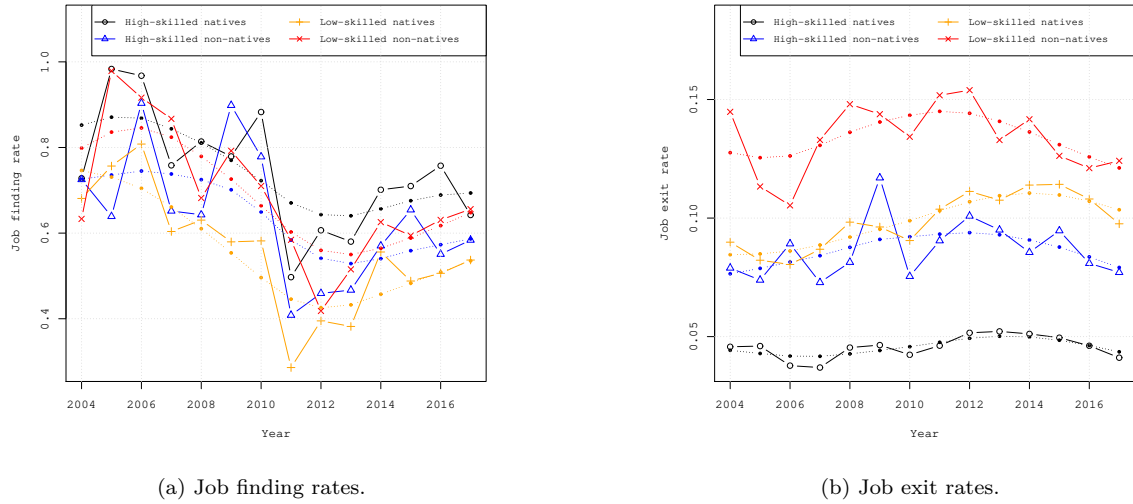 High-skilled natives
High-skilled non-natives
Low-skilled natives
Low-skilled non-natives
Job finding rate
1.0
0.8
0.6
0.4
2004 2006 2008 2010 2012 2014 2016
Year
(a) Job finding rates.
High-skilled natives
High-skilled non-natives
Low-skilled natives
Low-skilled non-natives
Job exit rate
0.15
0.10
0.05
2004 2006 2008 2010 2012 2014 2016
Year
(b) Job exit rates.